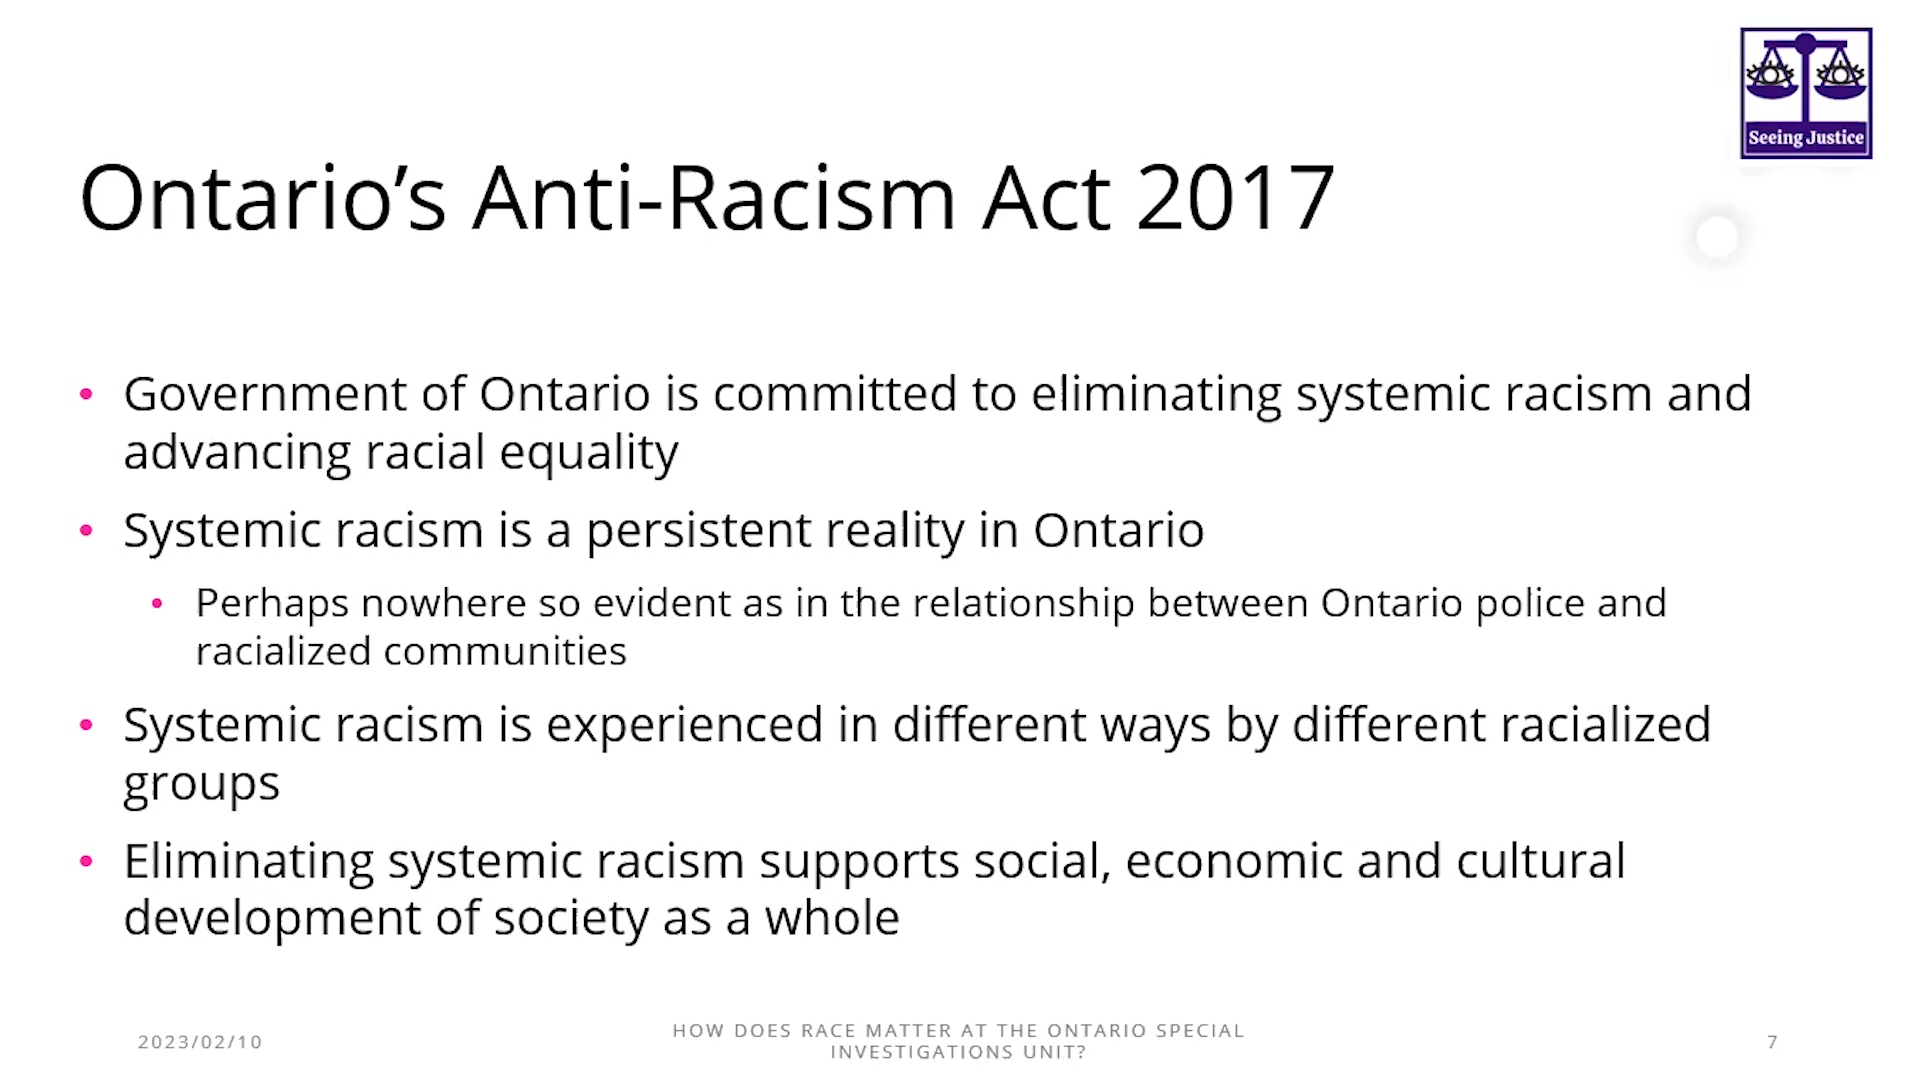 Seeing Justice
Ontario’s Anti-Racism Act 2017
• Government of Ontario is committed to eliminating systemic racism and
advancing racial equality
• Systemic racism is a persistent reality in Ontario
• Perhaps nowhere so evident as in the relationship between Ontario police and
racialized communities
• Systemic racism is experienced in different ways by different racialized
groups
• Eliminating systemic racism supports social, economic and cultural
development of society as a whole
2023/02/10
HOW DOES RACE MATTER AT THE ONTARIO SPECIAL
INVESTIGATIONS UNIT?
7